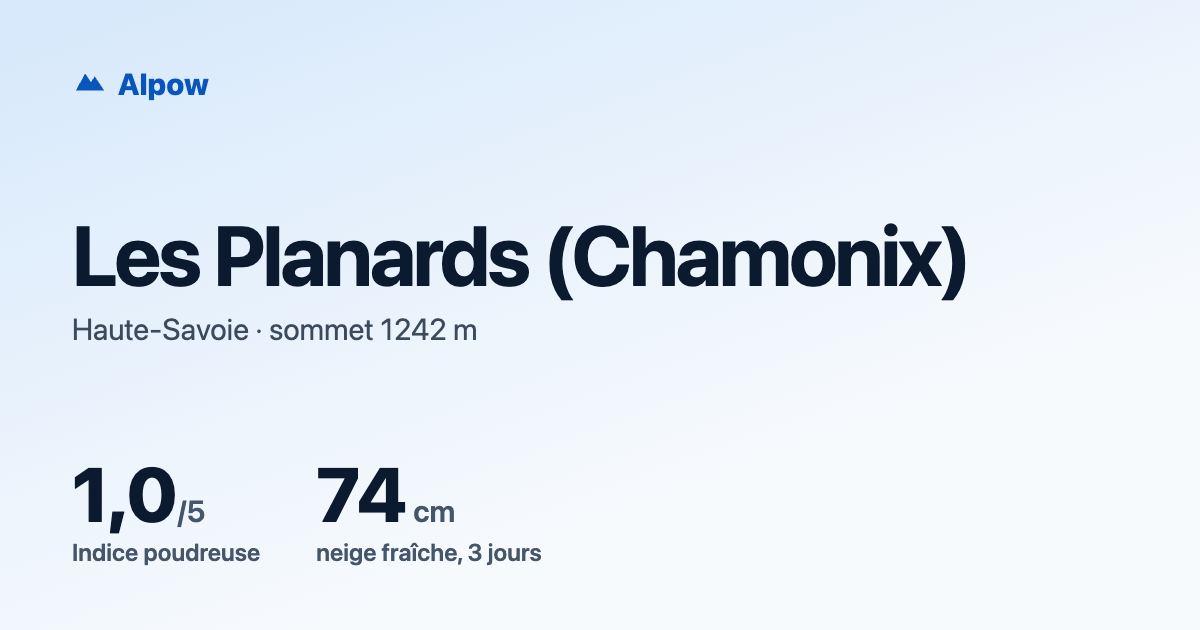 Alpow
Les Planards (Chamonix)
Haute-Savoie · sommet 1242 m
1,0/5 74 cm
Indice poudreuse neige fraîche, 3 jours